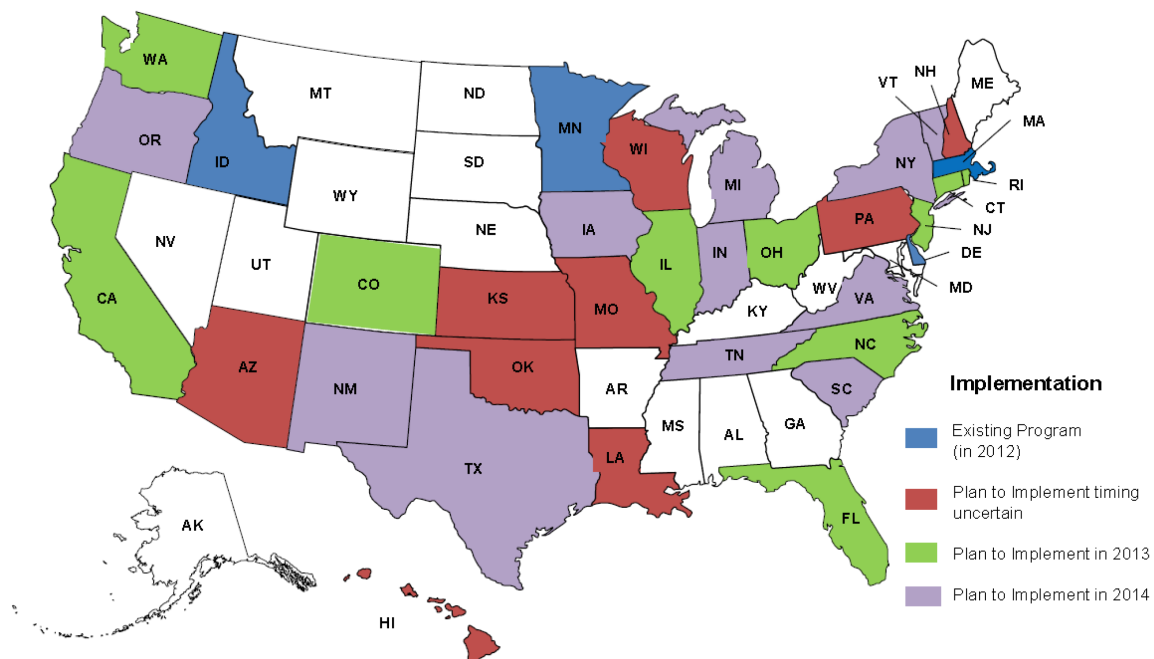 WA
MT
ND
MN
OR
ID
SD
WI
WY
MI
NY
VT
NH
ME
MA
RI
CT
NJ
DE
MD
NE
IA
PA
NV
UT
CO
IL
IN
OH
WV
VA
CA
KS
MO
KY
NC
AZ
NM
OK
AR
TN
SC
MS
AL
GA
TX
LA
FL
AK
HI
Implementation
Existing Program
(in 2012)
Plan to Implement timing
uncertain
Plan to Implement in 2013
Plan to Implement in 2014